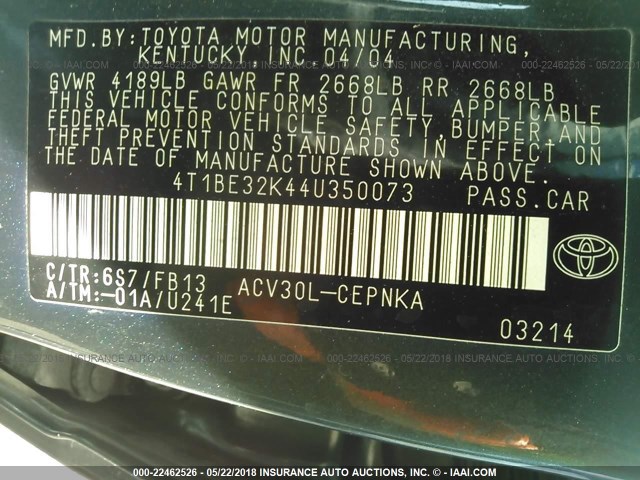 MFD.BY:TOYOTA MOTOR MANUFACTURING,
KENTUCKY, INC 04/04
GVWR 4189LB GAWR FR 2668LB RR 2668LB
THIS VEHICLE CONFORMS TO ALL APPLICABLE
FEDERAL MOTOR VEHICLE SAFETY, BUMPER AND
THEFT PREVENTION STANDARDS IN EFFECT ON
THE DATE OF MANUFACTURE SHOWN ABOVE.
4T1BE32K44U350073 PASS.CAR
C/TR:6S7/FB13 ACV30L-CEPNKA
A/TM:-01A/U241E
03214
000-22462526 - 05/22/2018 INSURANCE AUTO AUCTIONS, INC. - © IAAI.COM